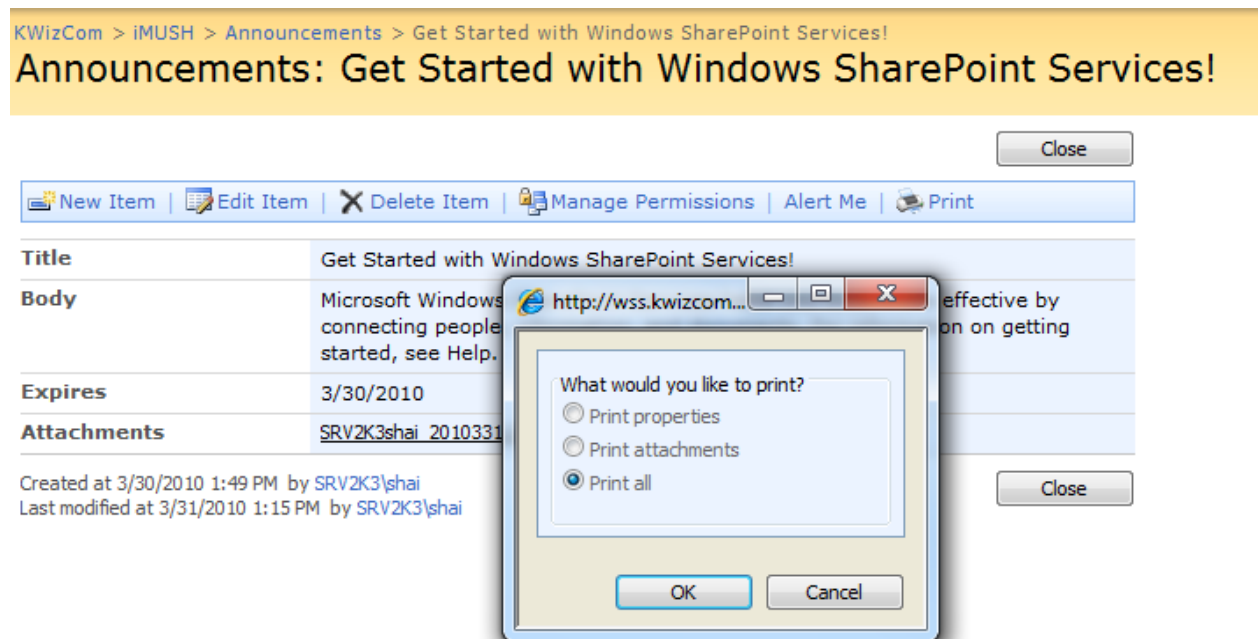 KWizCom > iMUSH > Announcements > Get Started with Windows SharePoint Services!
Announcements: Get Started with Windows SharePoint Services!
Close
New Item | Edit Item | Delete Item | Manage Permissions | Alert Me | Print
Title Get Started with Windows SharePoint Services!
Body Microsoft Windows effective by
connecting people on on getting
started, see Help.
Expires 3/30/2010
Attachments SRV2K3shai_2010331
Created at 3/30/2010 1:49 PM by SRV2K3\shai
Last modified at 3/31/2010 1:15 PM by SRV2K3\shai
Close
http://wss.kwizcom...
What would you like to print?
Print properties
Print attachments
Print all
OK Cancel